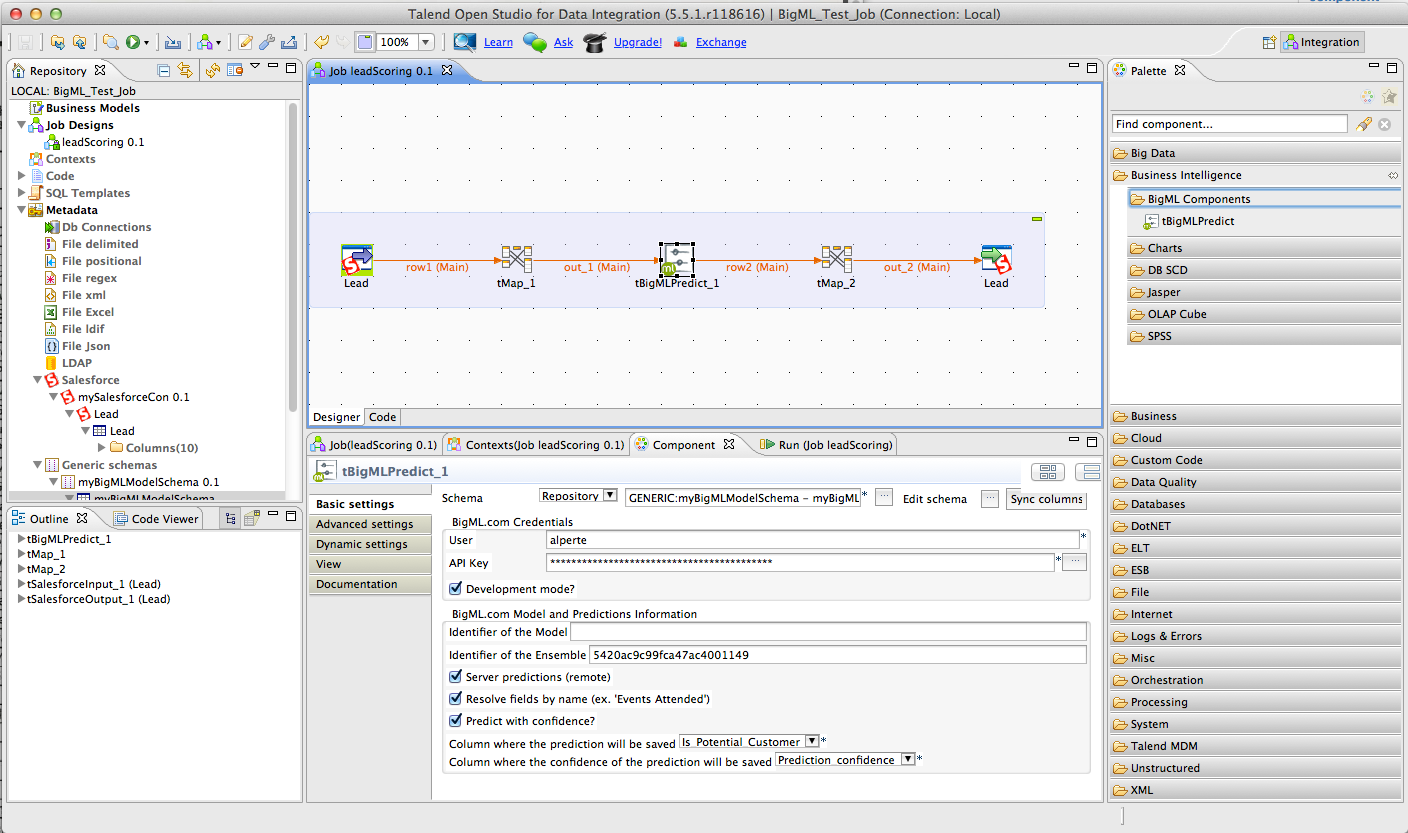 Talend Open Studio for Data Integration (5.5.1.r118616) | BigML_Test_Job (Connection: Local)
100% Learn Ask Upgrade! Exchange Integration
Repository
LOCAL: BigML_Test_Job
Business Models
Job Designs
leadScoring 0.1
Contexts
Code
SQL Templates
Metadata
Db Connections
File delimited
File positional
File regex
File xml
File Excel
File ldif
File Json
LDAP
Salesforce
mySalesforceCon 0.1
Lead
Lead
Columns(10)
Generic schemas
myBigMLModelSchema 0.1
myBigMLModelSchema
Outline Code Viewer
tBigMLPredict_1
tMap_1
tMap_2
tSalesforceInput_1 (Lead)
tSalesforceOutput_1 (Lead)
Job leadScoring 0.1
row1 (Main) out_1 (Main) row2 (Main) out_2 (Main)
Lead tMap_1 tBigMLPredict_1 tMap_2 Lead
Designer Code
Job(leadScoring 0.1) Contexts(Job leadScoring 0.1) Component Run (Job leadScoring)
tBigMLPredict_1
Basic settings
Advanced settings
Dynamic settings
View
Documentation
Schema Repository GENERIC:myBigMLModelSchema - myBigML * ... Edit schema ... Sync columns
BigML.com Credentials
User alperte *
API Key ****************************************** * ...
Development mode?
BigML.com Model and Predictions Information
Identifier of the Model
Identifier of the Ensemble 5420ac9c99fca47ac4001149
Server predictions (remote)
Resolve fields by name (ex. 'Events Attended')
Predict with confidence?
Column where the prediction will be saved Is_Potential_Customer *
Column where the confidence of the prediction will be saved Prediction_confidence *
Palette
Find component...
Big Data
Business Intelligence
BigML Components
tBigMLPredict
Charts
DB SCD
Jasper
OLAP Cube
SPSS
Business
Cloud
Custom Code
Data Quality
Databases
DotNET
ELT
ESB
File
Internet
Logs & Errors
Misc
Orchestration
Processing
System
Talend MDM
Unstructured
XML